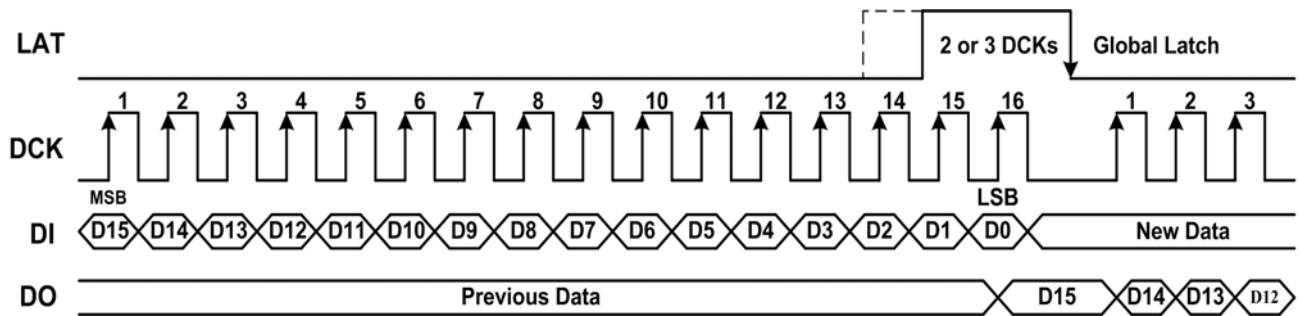 LAT 2 or 3 DCKs Global Latch
1 2 3 4 5 6 7 8 9 10 11 12 13 14 15 16 1 2 3
DCK
MSB LSB
DI D15 D14 D13 D12 D11 D10 D9 D8 D7 D6 D5 D4 D3 D2 D1 D0 New Data
DO Previous Data D15 D14 D13 D12